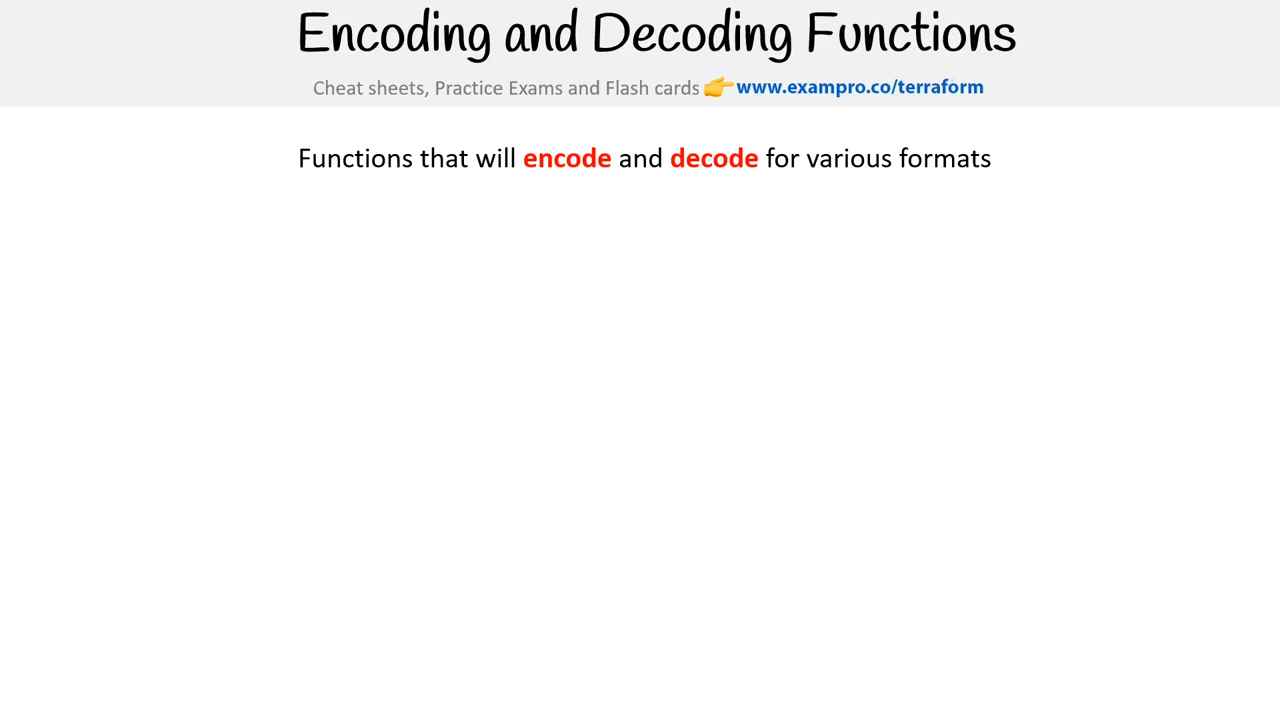 Encoding and Decoding Functions
Cheat sheets, Practice Exams and Flash cards 👉 www.exampro.co/terraform
Functions that will encode and decode for various formats